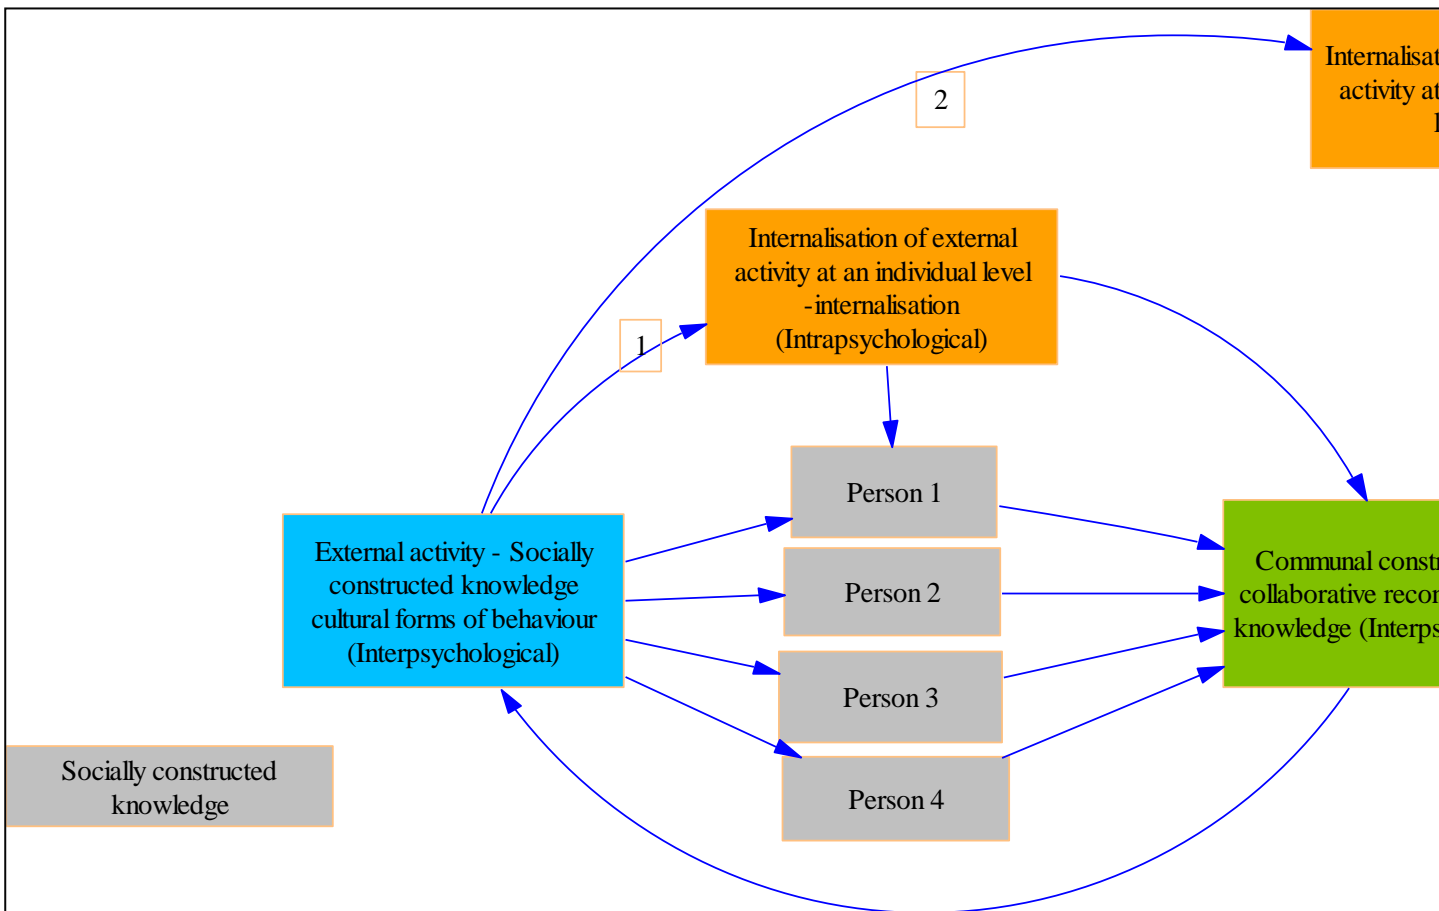 Internalisat
activity at
2
Internalisation of external
activity at an individual level
-internalisation
(Intrapsychological)
1
Person 1
External activity - Socially
constructed knowledge
cultural forms of behaviour
(Interpsychological)
Person 2
Communal constr
collaborative recor
knowledge (Interps
Person 3
Socially constructed
knowledge
Person 4